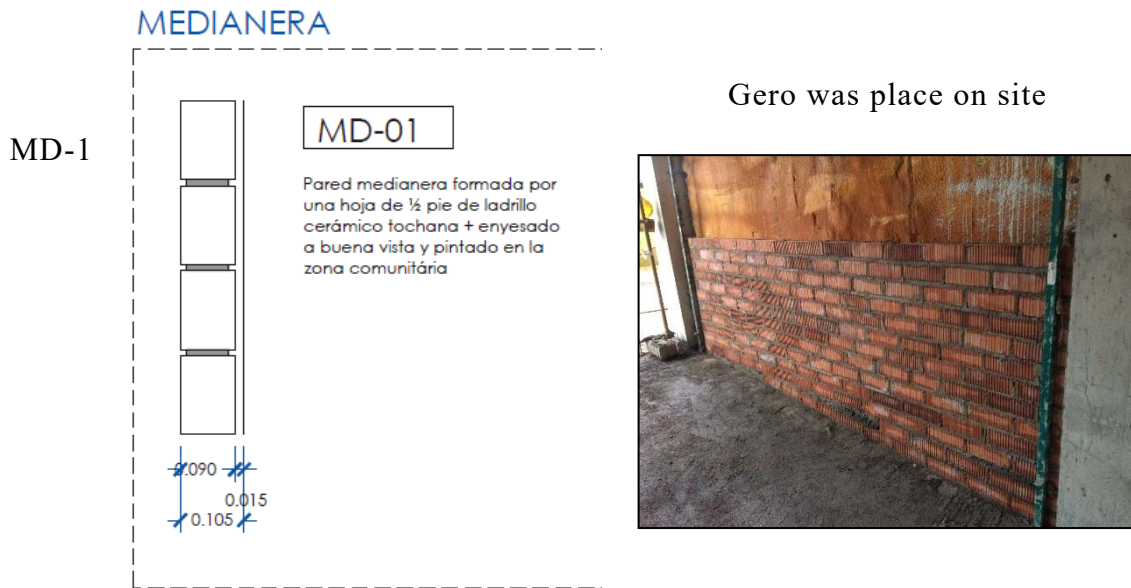 MEDIANERA
MD-1
MD-01
Pared medianera formada por
una hoja de ½ pie de ladrillo
cerámico tochana + enyesado
a buena vista y pintado en la
zona comunitária
0.090
0.015
0.105
Gero was place on site